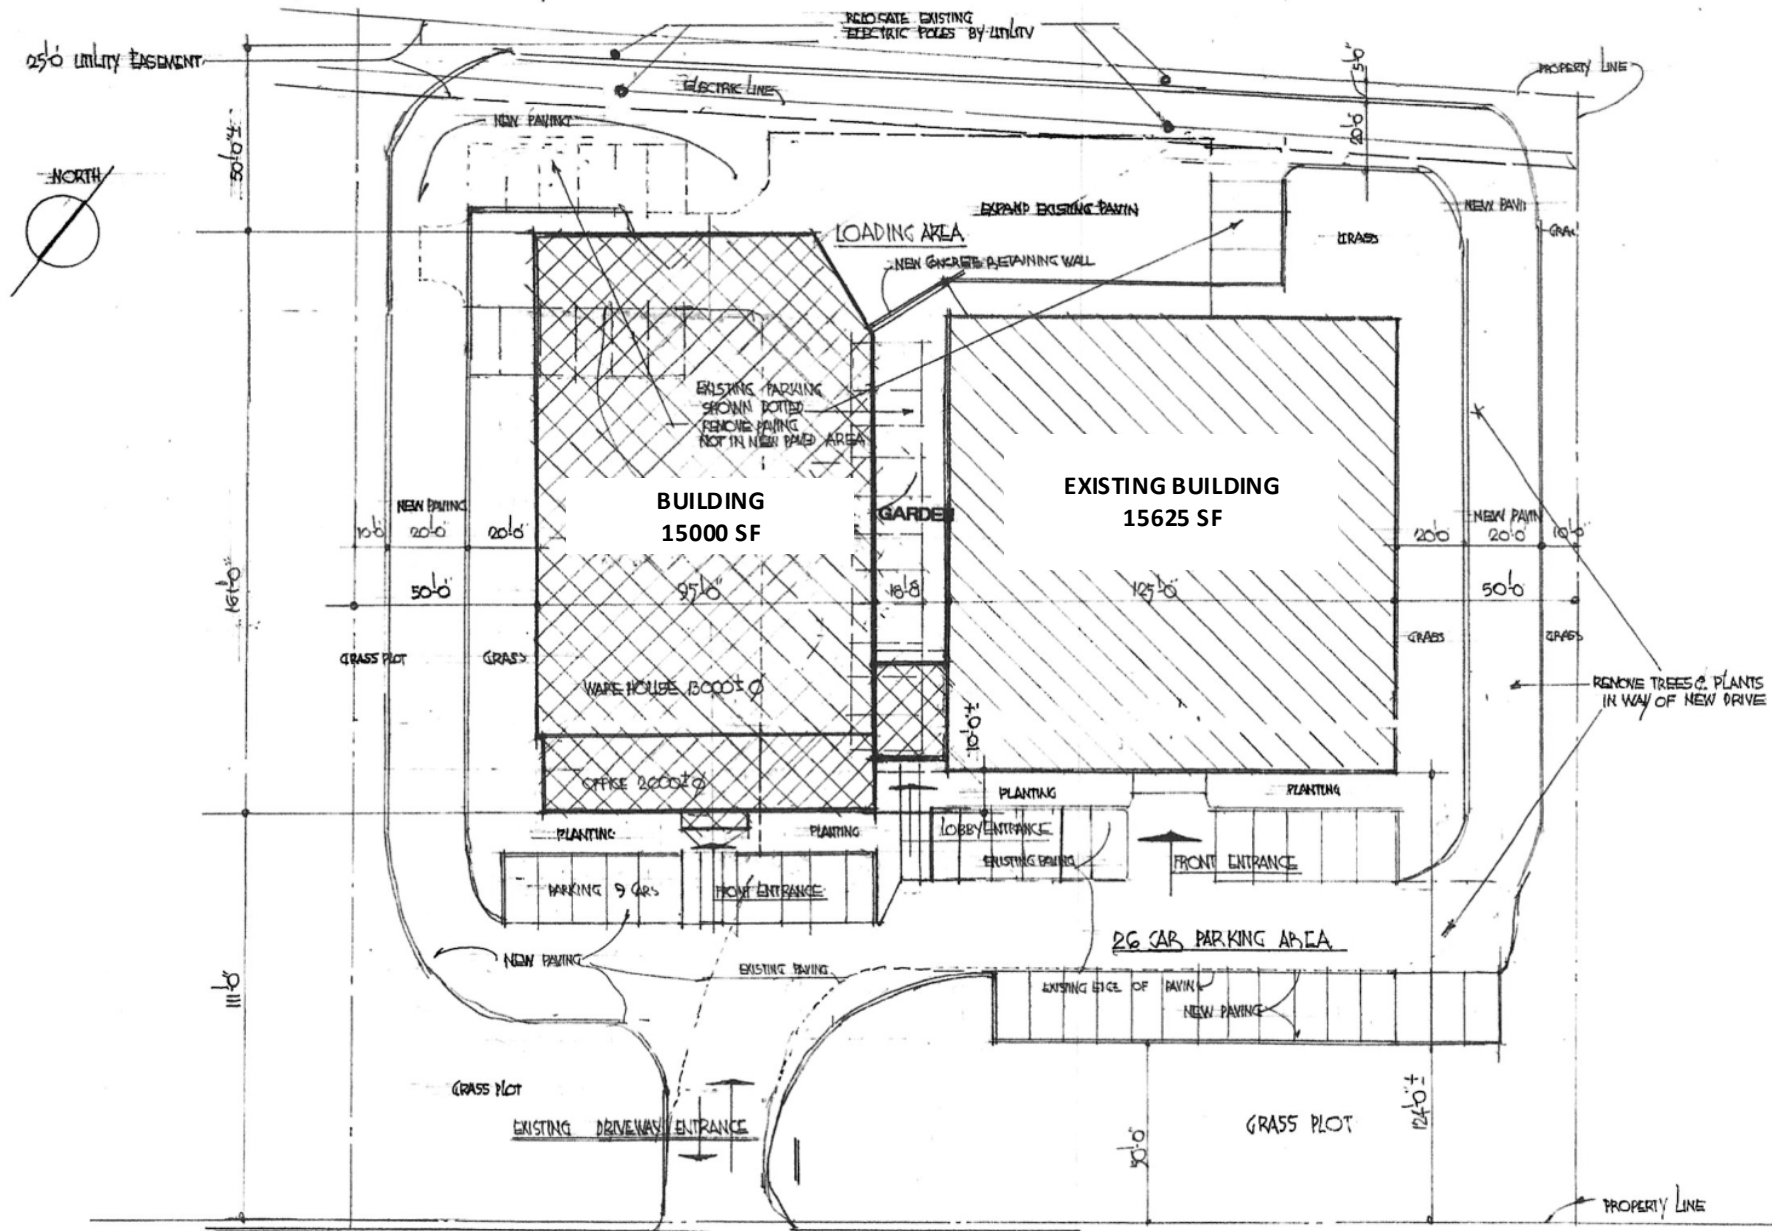 RELOCATE EXISTING
ELECTRIC POLES BY UTILITY
25'-0" UTILITY EASEMENT
PROPERTY LINE
5'-0"
ELECTRIC LINE
NEW PAVING
20'-0"
50'-0"±
NORTH
EXPAND EXISTING PAVIN
NEW PAVI
LOADING AREA
GRASS
GRA
NEW CONCRETE RETAINING WALL
EXISTING PARKING
SHOWN DOTTED
REMOVE PAVING
NOT IN NEW PAVED AREA
BUILDING
15000 SF
EXISTING BUILDING
15625 SF
NEW PAVING
GARDEN
NEW PAVIN
10'-0"
20'-0"
20'-0"
20'-0"
20'-0"
10'-0"
161'-0"
50'-0"
95'-0"
18'-8"
125'-0"
50'-0"
GRASS PLOT
GRASS
GRASS
GRASS
WAREHOUSE 13000±
REMOVE TREES & PLANTS
IN WAY OF NEW DRIVE
10'-0"±
OFFICE 2000±
PLANTING
PLANTING
PLANTING
PLANTING
LOBBY ENTRANCE
EXISTING PAVING
FRONT ENTRANCE
PARKING 9 CARS
FRONT ENTRANCE
26 CAR PARKING AREA
NEW PAVING
EXISTING PAVING
EXISTING EDGE OF PAVIN
NEW PAVING
111'-0"
GRASS PLOT
EXISTING DRIVEWAY ENTRANCE
50'-0"
124'-0"±
GRASS PLOT
PROPERTY LINE